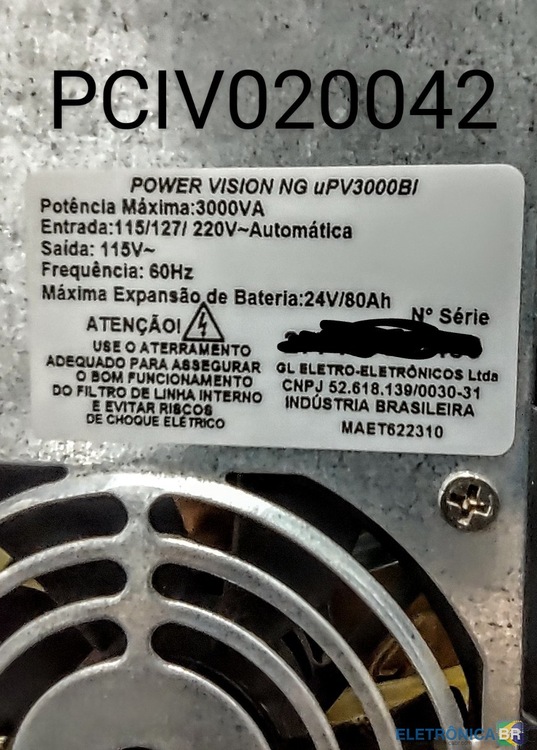 PCIV020042
POWER VISION NG uPV3000BI
Potência Máxima:3000VA
Entrada:115/127/ 220V~Automática
Saída: 115V~
Frequência: 60Hz
Máxima Expansão de Bateria:24V/80Ah
Nº Série
ATENÇÃO!
USE O ATERRAMENTO
ADEQUADO PARA ASSEGURAR
O BOM FUNCIONAMENTO
DO FILTRO DE LINHA INTERNO
E EVITAR RISCOS
DE CHOQUE ELÉTRICO
GL ELETRO-ELETRÔNICOS Ltda
CNPJ 52.618.139/0030-31
INDÚSTRIA BRASILEIRA
MAET622310
ELETRÔNICABR